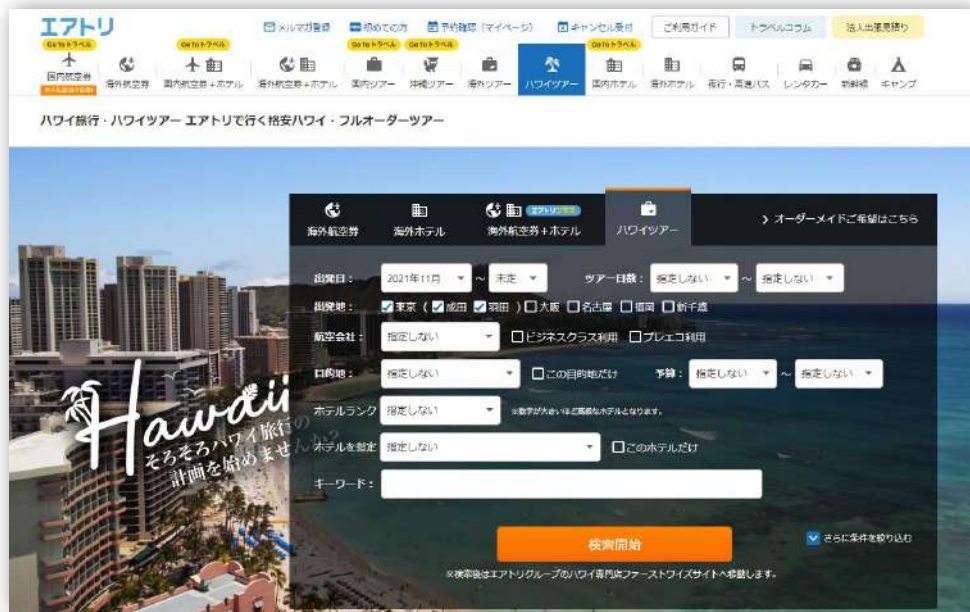 エアトリ
メルマガ登録 初めての方 予約確認（マイページ） キャンセル受付 ご利用ガイド トラベルコラム 法人出張見積り
Go To トラベル Go To トラベル Go To トラベル Go To トラベル Go To トラベル
国内航空券 海外航空券 国内航空券+ホテル 海外航空券+ホテル 国内ツアー 沖縄ツアー 海外ツアー ハワイツアー 国内ホテル 海外ホテル 夜行・高速バス レンタカー 新幹線 キャンプ
ハワイ旅行・ハワイツアー エアトリで行く格安ハワイ・フルオーダーツアー
海外航空券 海外ホテル エアトリプラス 海外航空券+ホテル ハワイツアー > オーダーメイドご希望はこちら
出発日： 2021年11月 ～ 未定 ツアー日数： 指定しない ～ 指定しない
出発地： 東京 ( 成田 羽田 ) 大阪 名古屋 福岡 新千歳
航空会社： 指定しない ビジネスクラス利用 プレエコ利用
目的地： 指定しない この目的地だけ 予算： 指定しない ～ 指定しない
ホテルランク 指定しない ※数字が大きいほど高級なホテルとなります。
ホテルを指定 指定しない このホテルだけ
キーワード：
Hawaii
そろそろハワイ旅行の
計画を始めませんか？
検索開始 さらに条件を絞り込む
※検索後はエアトリグループのハワイ専門店ファーストワイズサイトへ移動します。